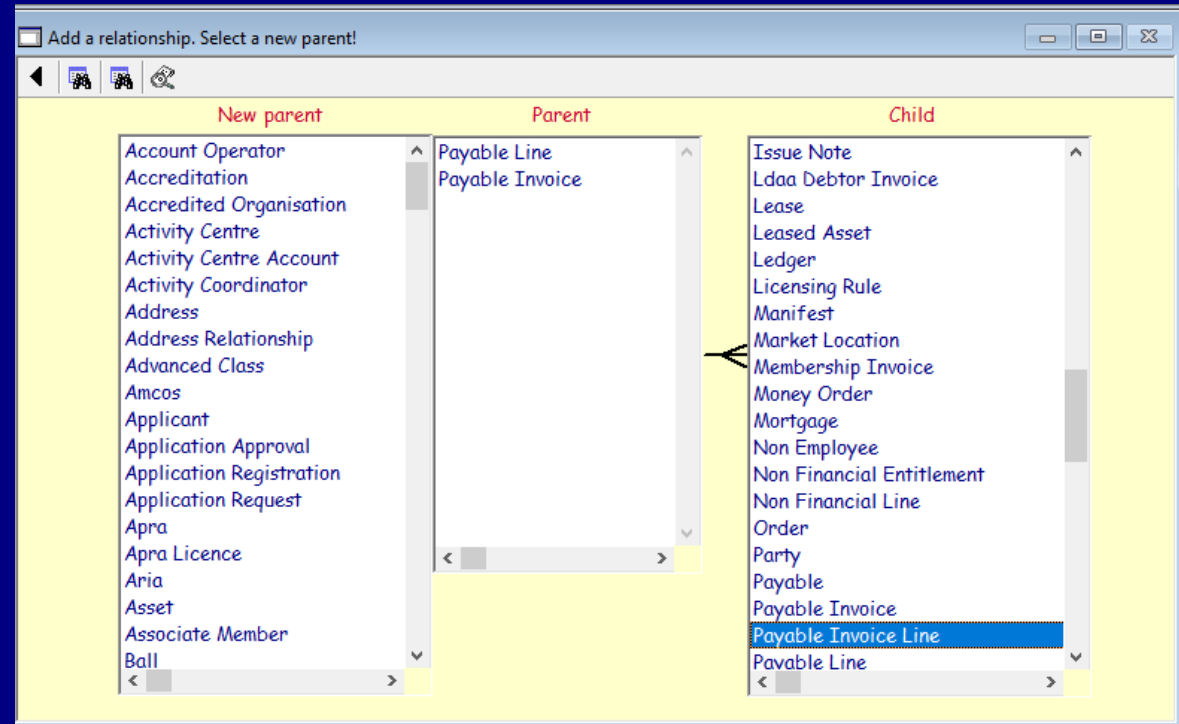 Add a relationship. Select a new parent!
New parent
Account Operator
Accreditation
Accredited Organisation
Activity Centre
Activity Centre Account
Activity Coordinator
Address
Address Relationship
Advanced Class
Amcos
Applicant
Application Approval
Application Registration
Application Request
Apra
Apra Licence
Aria
Asset
Associate Member
Ball
Parent
Payable Line
Payable Invoice
Child
Issue Note
Ldaa Debtor Invoice
Lease
Leased Asset
Ledger
Licensing Rule
Manifest
Market Location
Membership Invoice
Money Order
Mortgage
Non Employee
Non Financial Entitlement
Non Financial Line
Order
Party
Payable
Payable Invoice
Payable Invoice Line
Payable Line